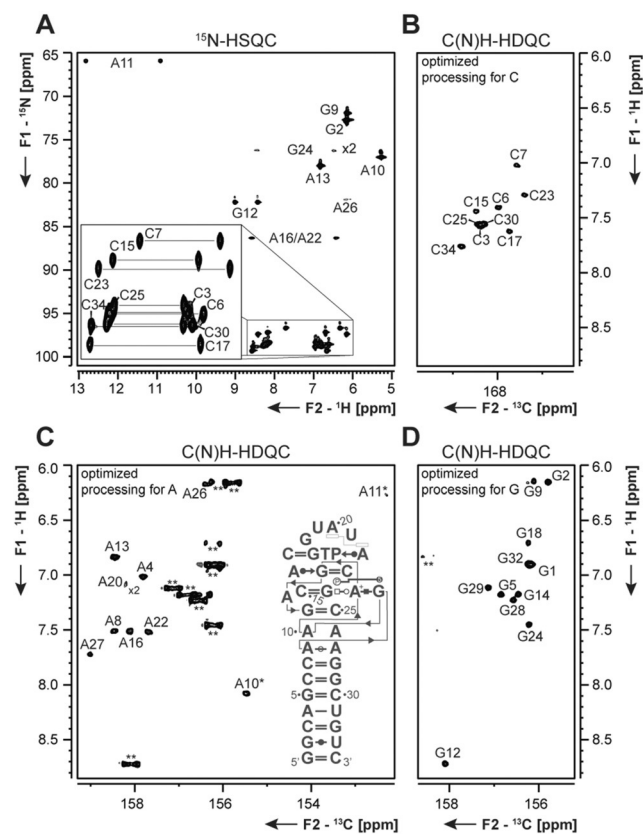 A
¹⁵N-HSQC
65
70
75
80
85
90
95
100
F1 - ¹⁵N [ppm]
A11
G9
G2
G24
x2
A13
A10
G12
A26
A16/A22
C7
C15
C23
C34
C25
C3
C6
C30
C17
13
12
11
10
9
8
7
6
5
F2 - ¹H [ppm]
B
C(N)H-HDQC
optimized
processing for C
C7
C15
C6
C23
C25
C30
C3
C17
C34
6.0
6.5
7.0
7.5
8.0
8.5
F1 - ¹H [ppm]
168
F2 - ¹³C [ppm]
C
C(N)H-HDQC
optimized
processing for A
6.0
6.5
7.0
7.5
8.0
8.5
F1 - ¹H [ppm]
A26
**
A11*
**
A13
**
A4
A20
x2
**
**
**
A8
A16
A22
**
A27
A10*
**
U A •20
G A
C=GTP A
A G=C
P
A C=G A+ G
G •15 G=C •25
10• A A
A A
C=G
C=G
5• G=C •30
A–U
C=G
G•U
G=C
5' G=C 3'
158
156
154
F2 - ¹³C [ppm]
D
C(N)H-HDQC
optimized
processing for G
G2
G9
G18
**
G32
G1
G29
G5
G14
G28
G24
G12
6.0
6.5
7.0
7.5
8.0
8.5
F1 - ¹H [ppm]
158
156
F2 - ¹³C [ppm]